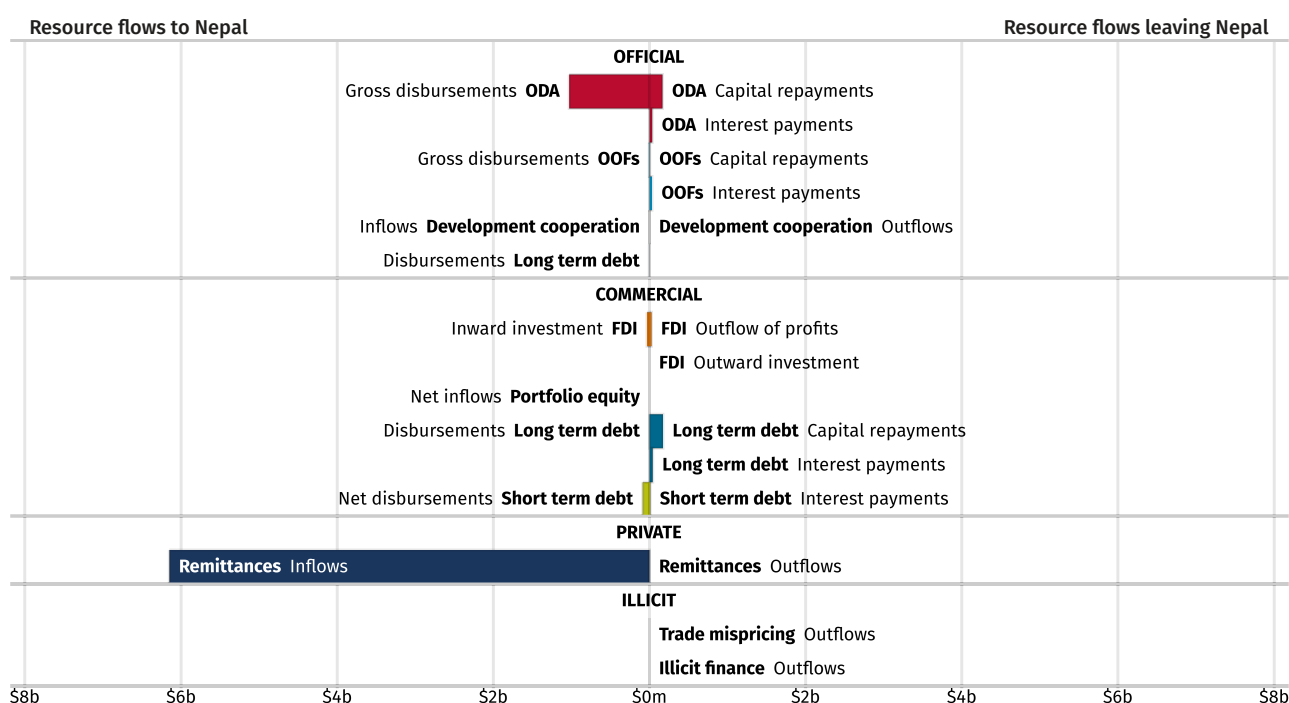 Resource flows to Nepal Resource flows leaving Nepal
OFFICIAL
Gross disbursements ODA ODA Capital repayments
ODA Interest payments
Gross disbursements OOFs OOFs Capital repayments
OOFs Interest payments
Inflows Development cooperation Development cooperation Outflows
Disbursements Long term debt
COMMERCIAL
Inward investment FDI FDI Outflow of profits
FDI Outward investment
Net inflows Portfolio equity
Disbursements Long term debt Long term debt Capital repayments
Long term debt Interest payments
Net disbursements Short term debt Short term debt Interest payments
PRIVATE
Remittances Inflows Remittances Outflows
ILLICIT
Trade mispricing Outflows
Illicit finance Outflows
$8b $6b $4b $2b $0m $2b $4b $6b $8b